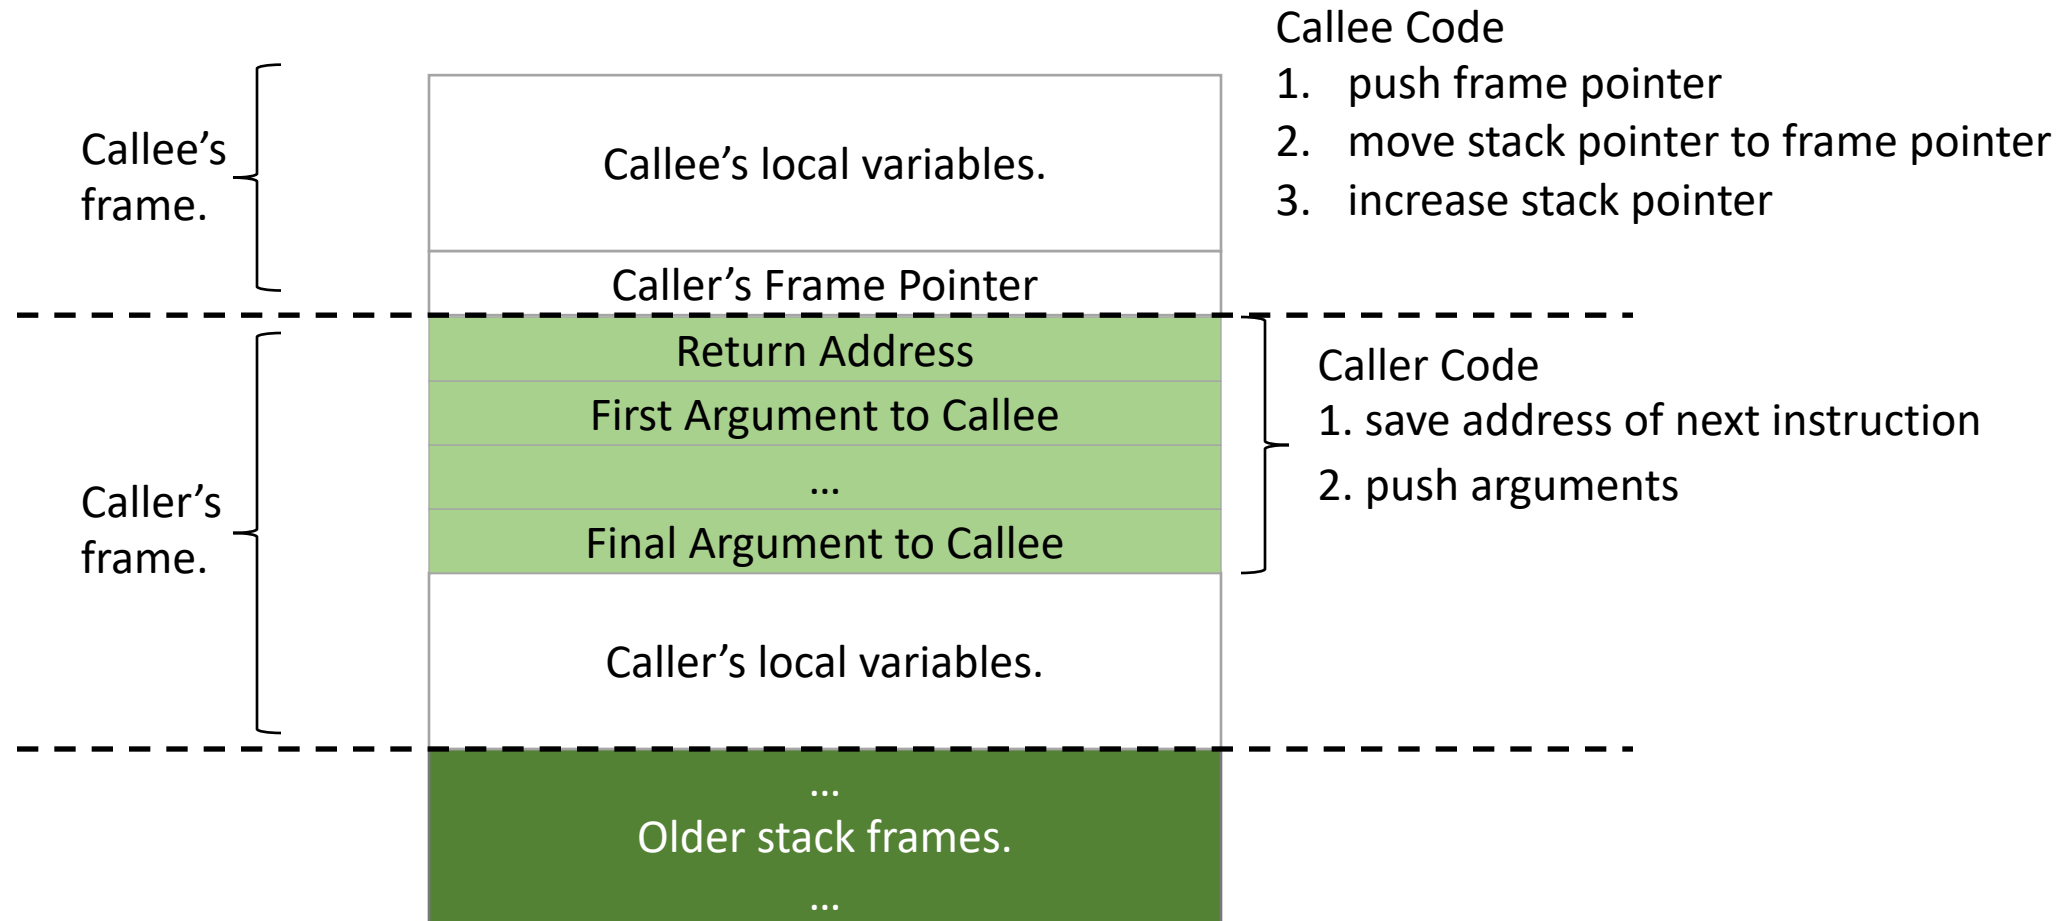 Callee Code
1. push frame pointer
2. move stack pointer to frame pointer
3. increase stack pointer
Callee’s
frame.
Callee’s local variables.
Caller’s Frame Pointer
Return Address
First Argument to Callee
...
Final Argument to Callee
Caller Code
1. save address of next instruction
2. push arguments
Caller’s
frame.
Caller’s local variables.
...
Older stack frames.
...